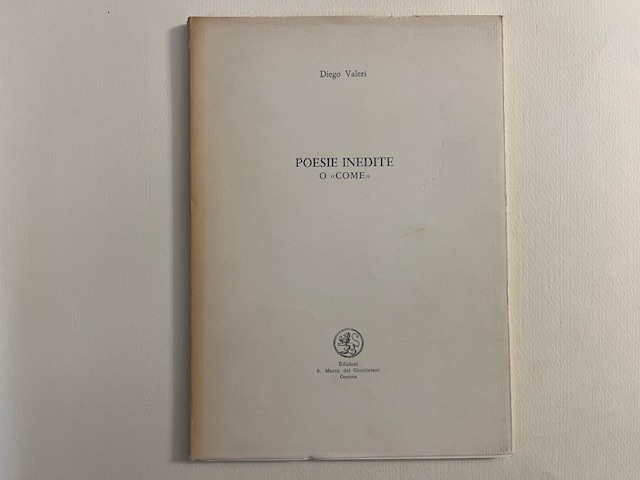 Diego Valeri
POESIE INEDITE
O «COME»
Edizioni
S. Marco dei Giustiniani
Genova